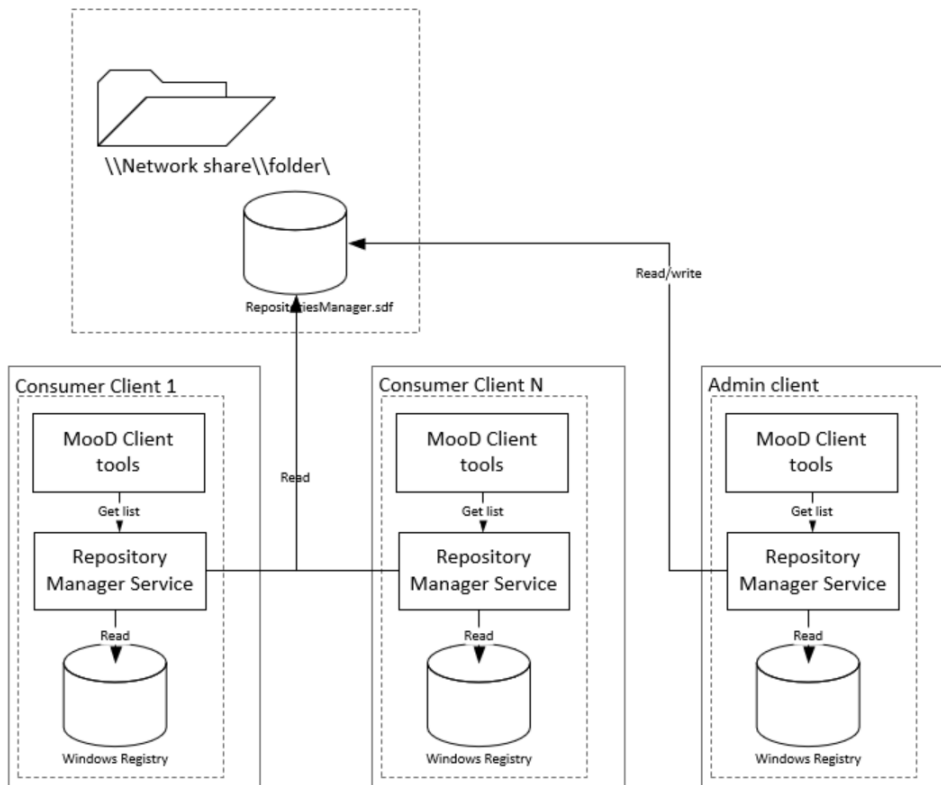 \\Network share\\folder\
Read/write
RepositoriesManager.sdf
Consumer Client 1
MooD Client
tools
Get list
Repository
Manager Service
Read
Windows Registry
Read
Consumer Client N
MooD Client
tools
Get list
Repository
Manager Service
Read
Windows Registry
Admin client
MooD Client
tools
Get list
Repository
Manager Service
Read
Windows Registry